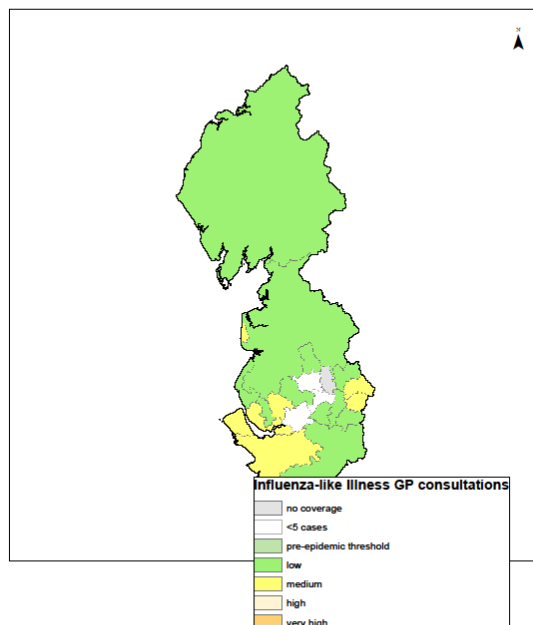 N
Influenza-like Illness GP consultations
no coverage
<5 cases
pre-epidemic threshold
low
medium
high
very high